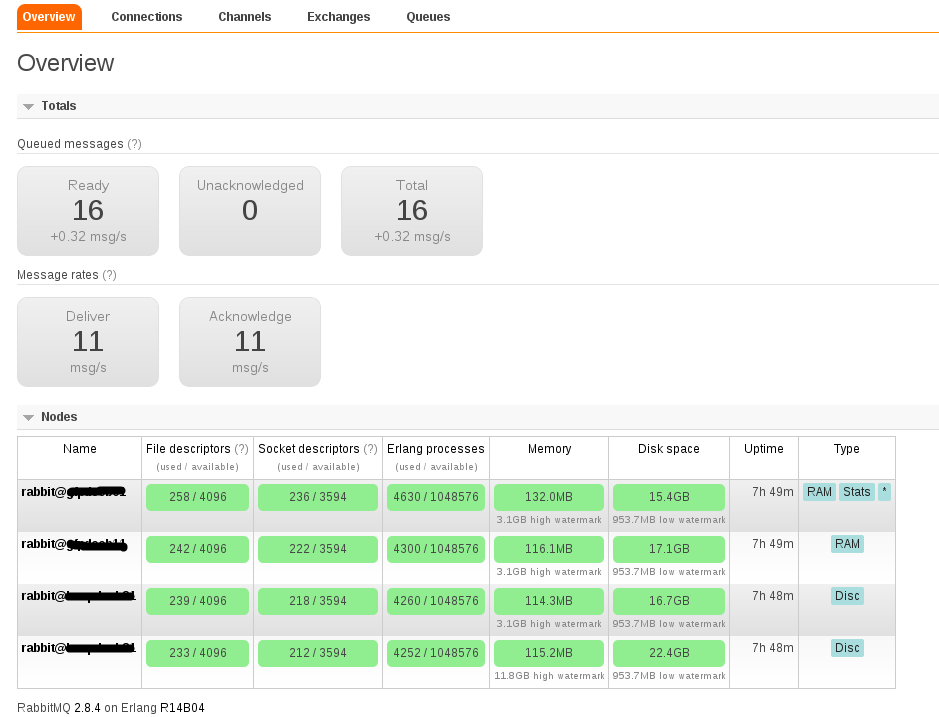 Overview Connections Channels Exchanges Queues
Overview
Totals
Queued messages (?)
Ready Unacknowledged Total
16 0 16
+0.32 msg/s +0.32 msg/s
Message rates (?)
Deliver Acknowledge
11 11
msg/s msg/s
Nodes
Name File descriptors (?) Socket descriptors (?) Erlang processes Memory Disk space Uptime Type
(used / available) (used / available) (used / available)
rabbit@ 258 / 4096 236 / 3594 4630 / 1048576 132.0MB 15.4GB 7h 49m RAM Stats *
3.1GB high watermark 953.7MB low watermark
rabbit@ 242 / 4096 222 / 3594 4300 / 1048576 116.1MB 17.1GB 7h 49m RAM
3.1GB high watermark 953.7MB low watermark
rabbit@ 239 / 4096 218 / 3594 4260 / 1048576 114.3MB 16.7GB 7h 48m Disc
3.1GB high watermark 953.7MB low watermark
rabbit@ 233 / 4096 212 / 3594 4252 / 1048576 115.2MB 22.4GB 7h 48m Disc
11.8GB high watermark 953.7MB low watermark
RabbitMQ 2.8.4 on Erlang R14B04